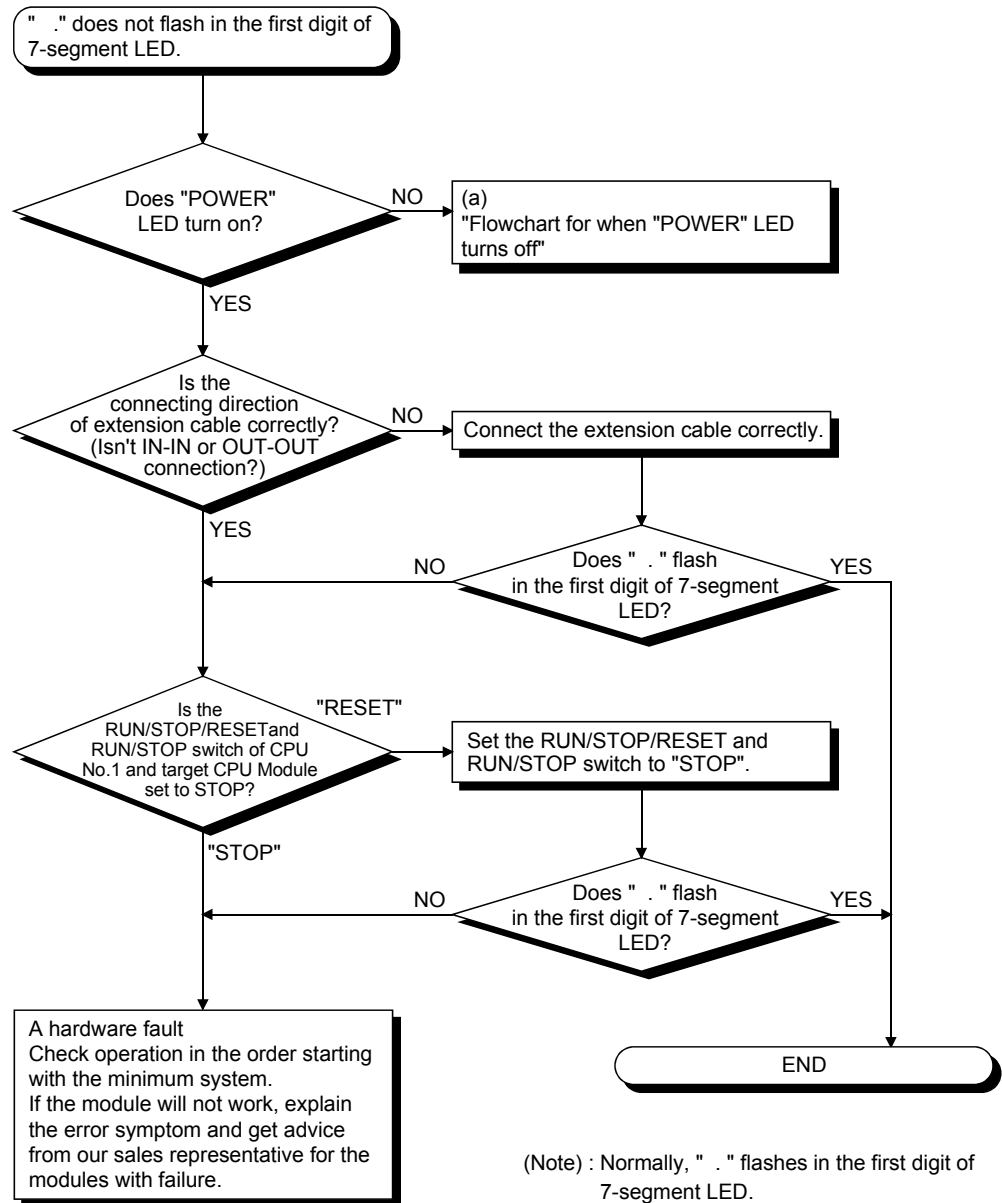 " ." does not flash in the first digit of
7-segment LED.
Does "POWER"
LED turn on?
NO
(a)
"Flowchart for when "POWER" LED
turns off"
YES
Is the
connecting direction
of extension cable correctly?
(Isn't IN-IN or OUT-OUT
connection?)
NO
Connect the extension cable correctly.
YES
NO
Does " . " flash
in the first digit of 7-segment
LED?
YES
Is the
RUN/STOP/RESETand
RUN/STOP switch of CPU
No.1 and target CPU Module
set to STOP?
"RESET"
Set the RUN/STOP/RESET and
RUN/STOP switch to "STOP".
"STOP"
NO
Does " . " flash
in the first digit of 7-segment
LED?
YES
A hardware fault
Check operation in the order starting
with the minimum system.
If the module will not work, explain
the error symptom and get advice
from our sales representative for the
modules with failure.
END
(Note) : Normally, " . " flashes in the first digit of
7-segment LED.